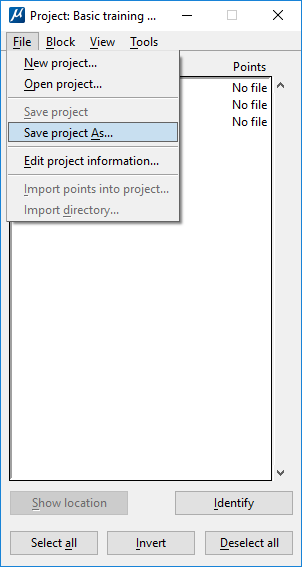 µ Project: Basic training ...
File Block View Tools
New project...
Open project...
Save project
Save project As...
Edit project information...
Import points into project...
Import directory...
Points
No file
No file
No file
Show location
Identify
Select all
Invert
Deselect all